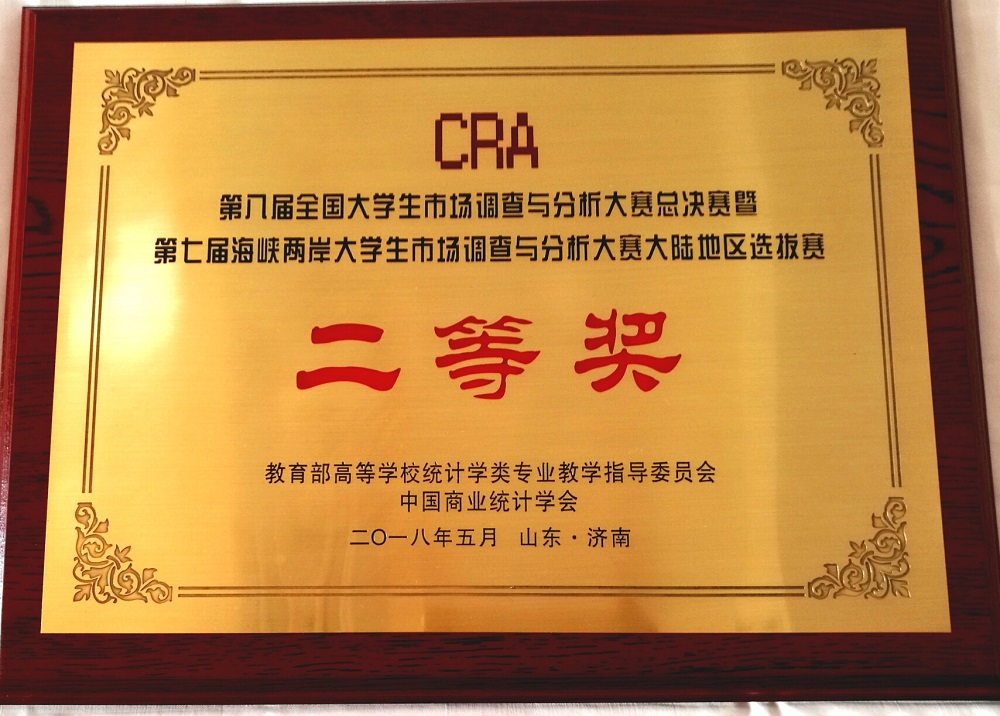 CRA
第八届全国大学生市场调查与分析大赛总决赛暨
第七届海峡两岸大学生市场调查与分析大赛大陆地区选拔赛
二等奖
教育部高等学校统计学类专业教学指导委员会
中国商业统计学会
二〇一八年五月 山东·济南